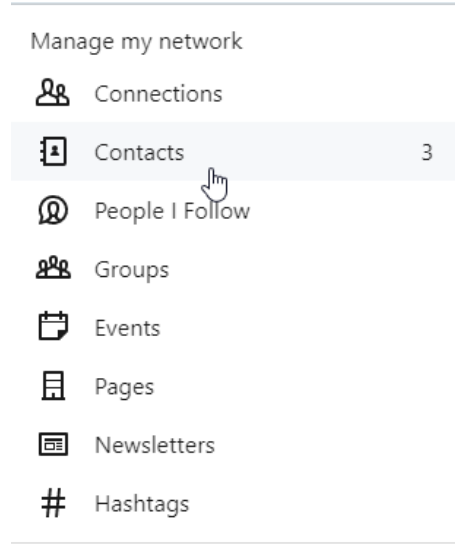 Manage my network
Connections
Contacts 3
People I Follow
Groups
Events
Pages
Newsletters
# Hashtags